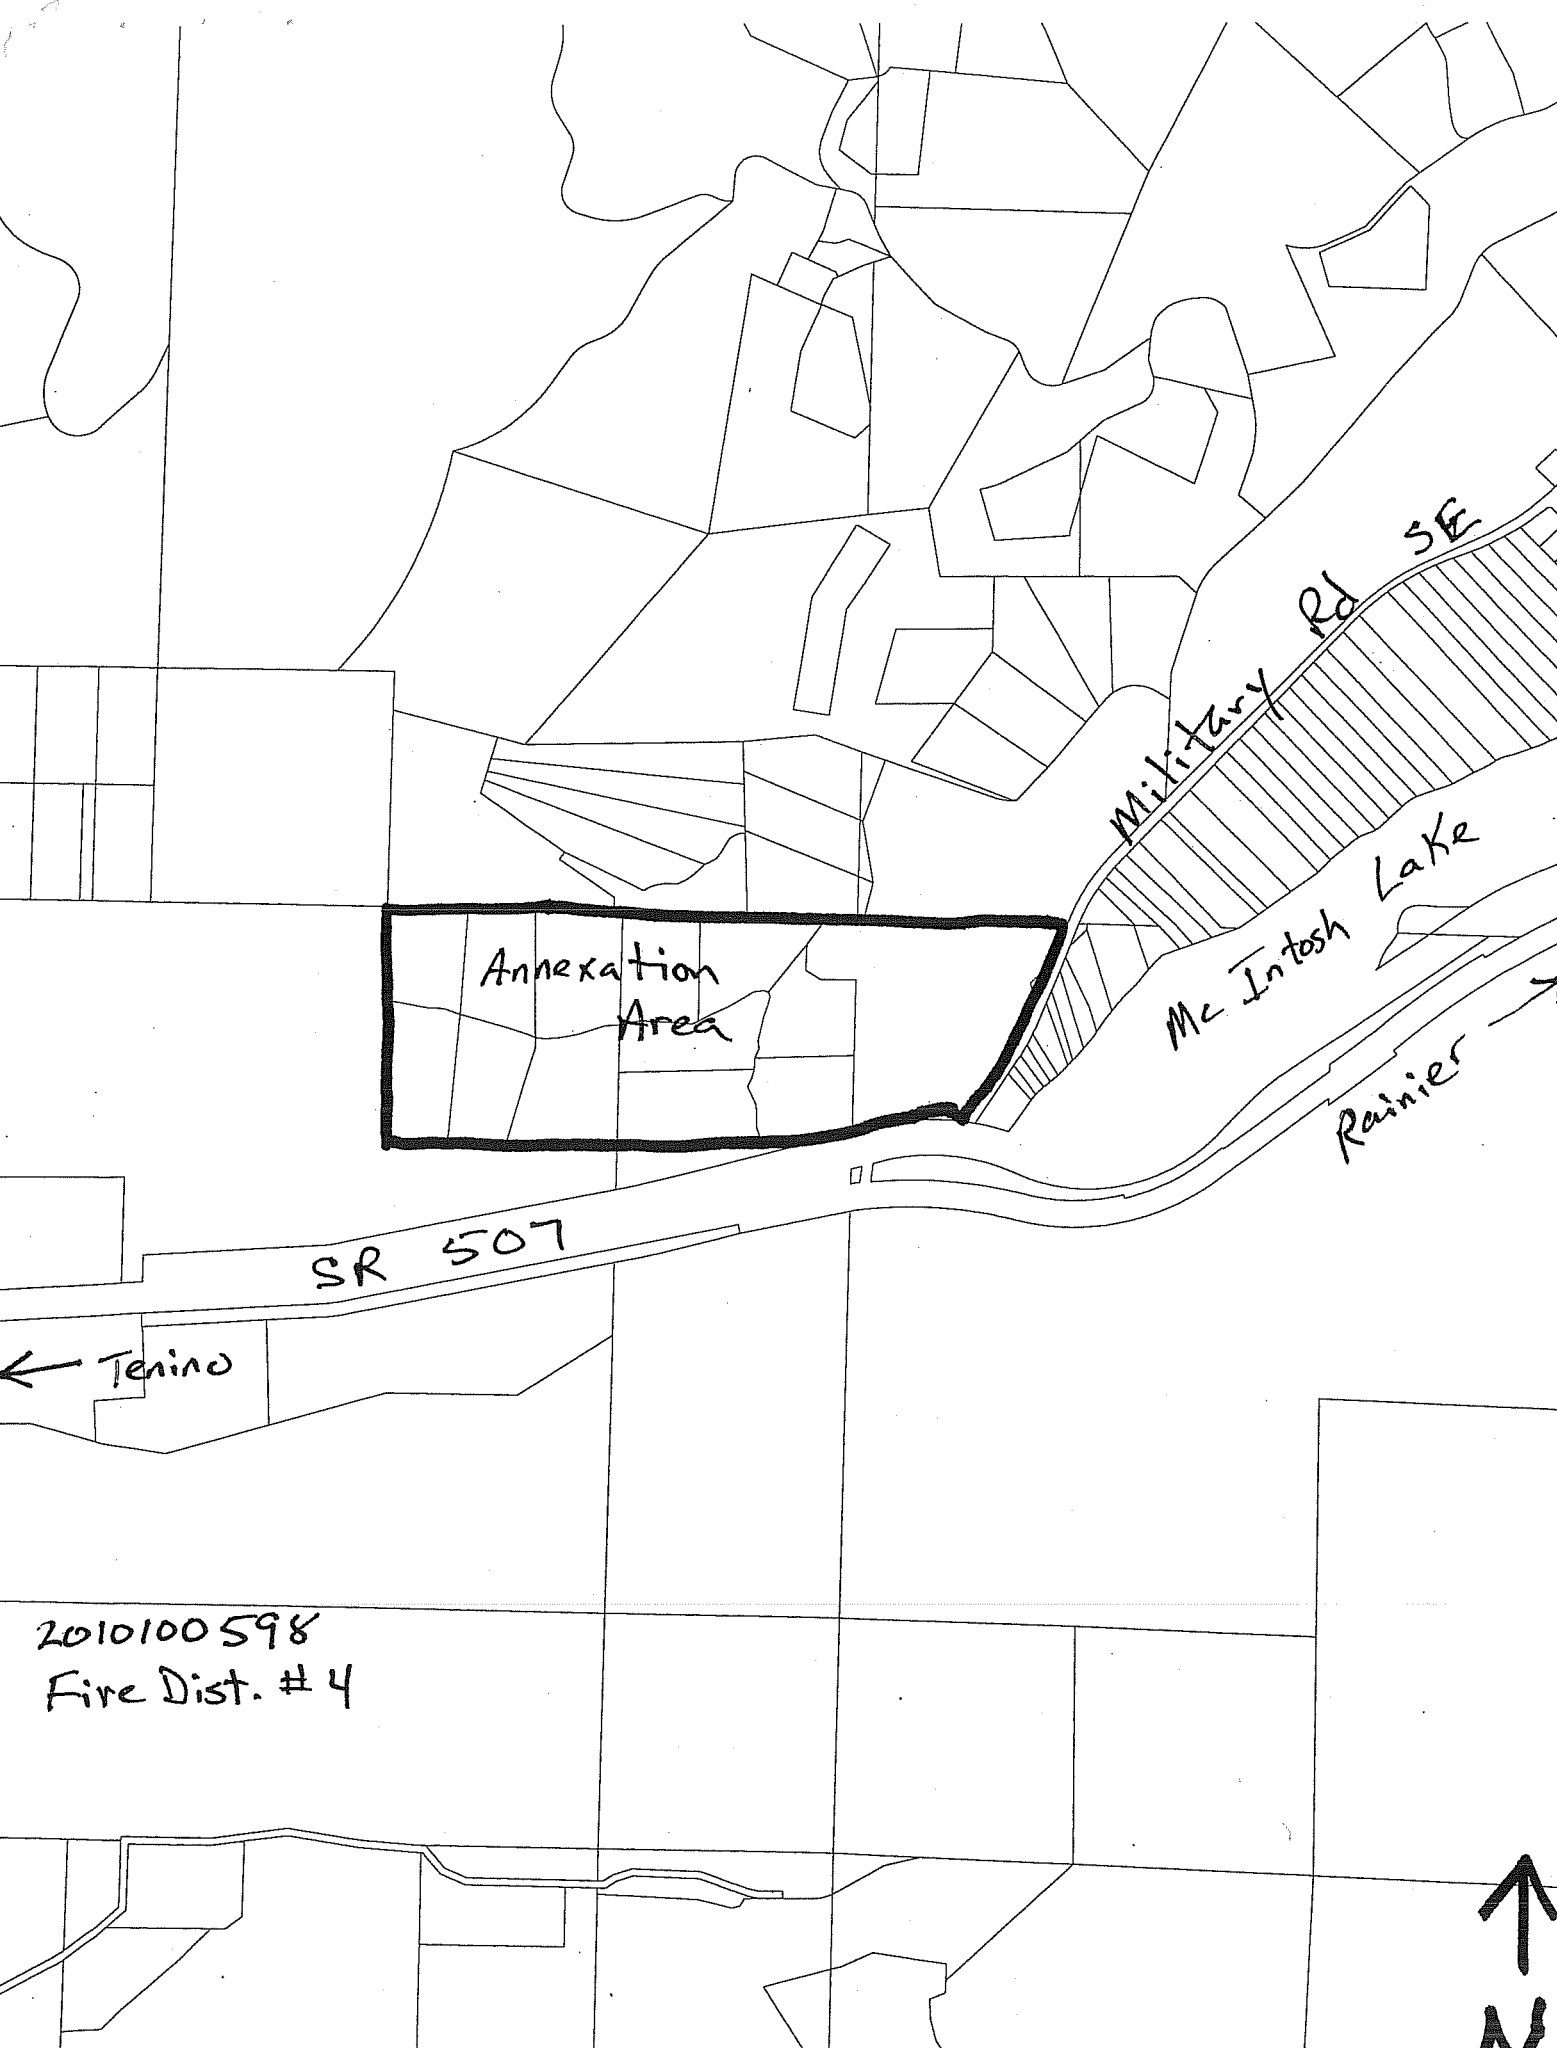 SE
Rd
Military
Lake
Mc Intosh
Annexation
Area
Rainier
SR 507
Tenino
2010100598
Fire Dist. #4
N